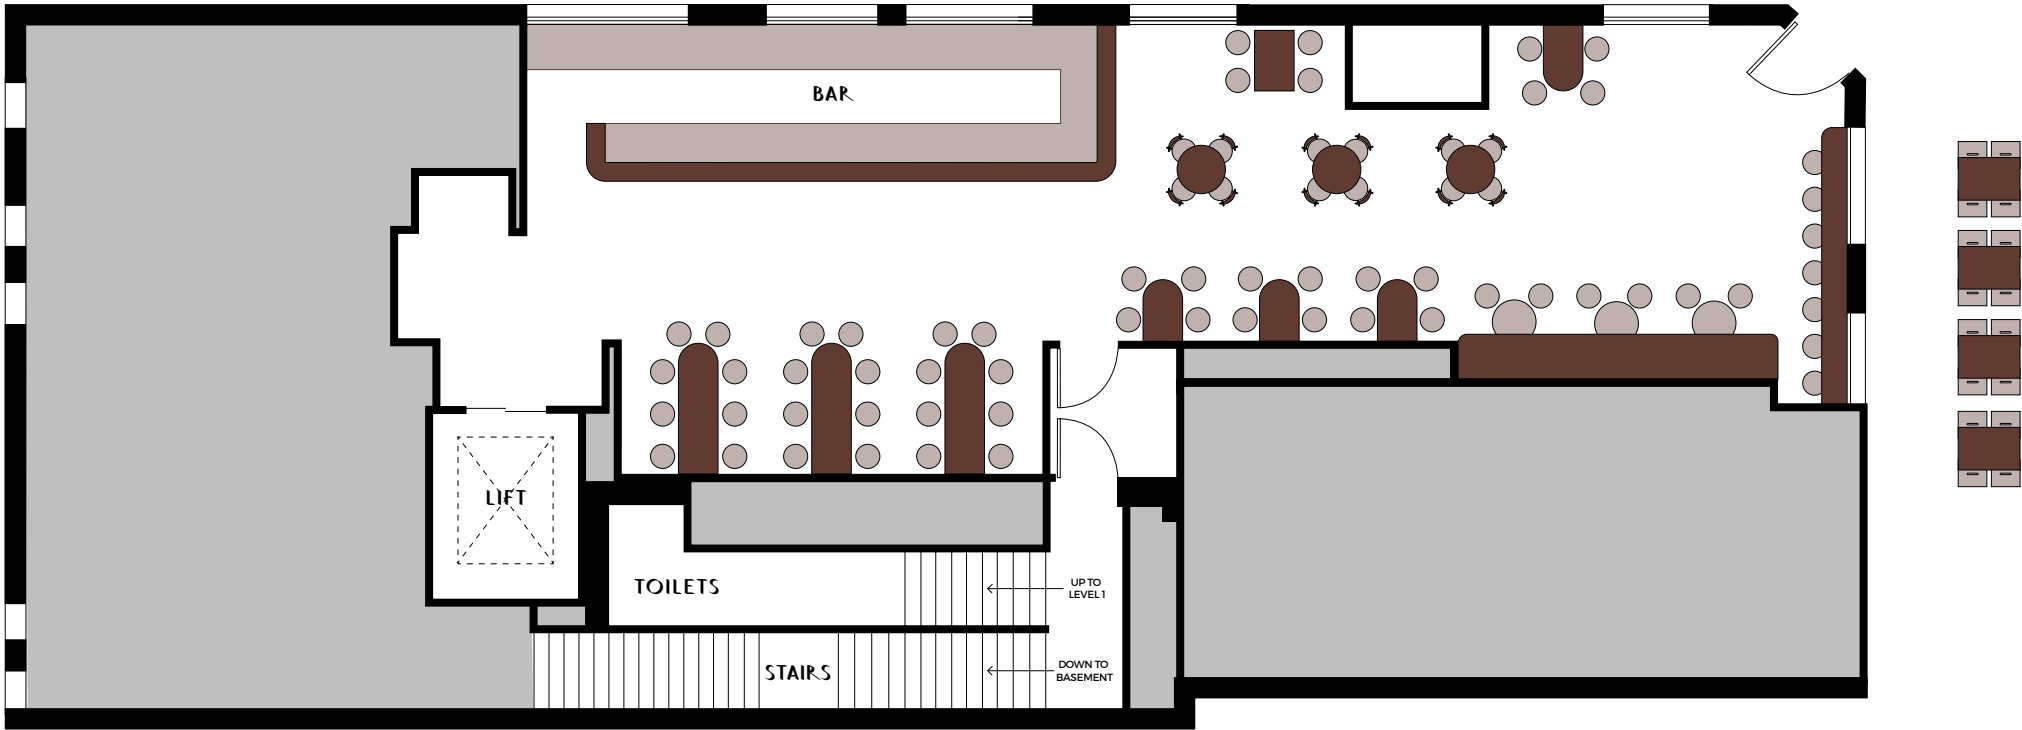 BAR
LIFT
TOILETS
UP TO
LEVEL 1
STAIRS
DOWN TO
BASEMENT